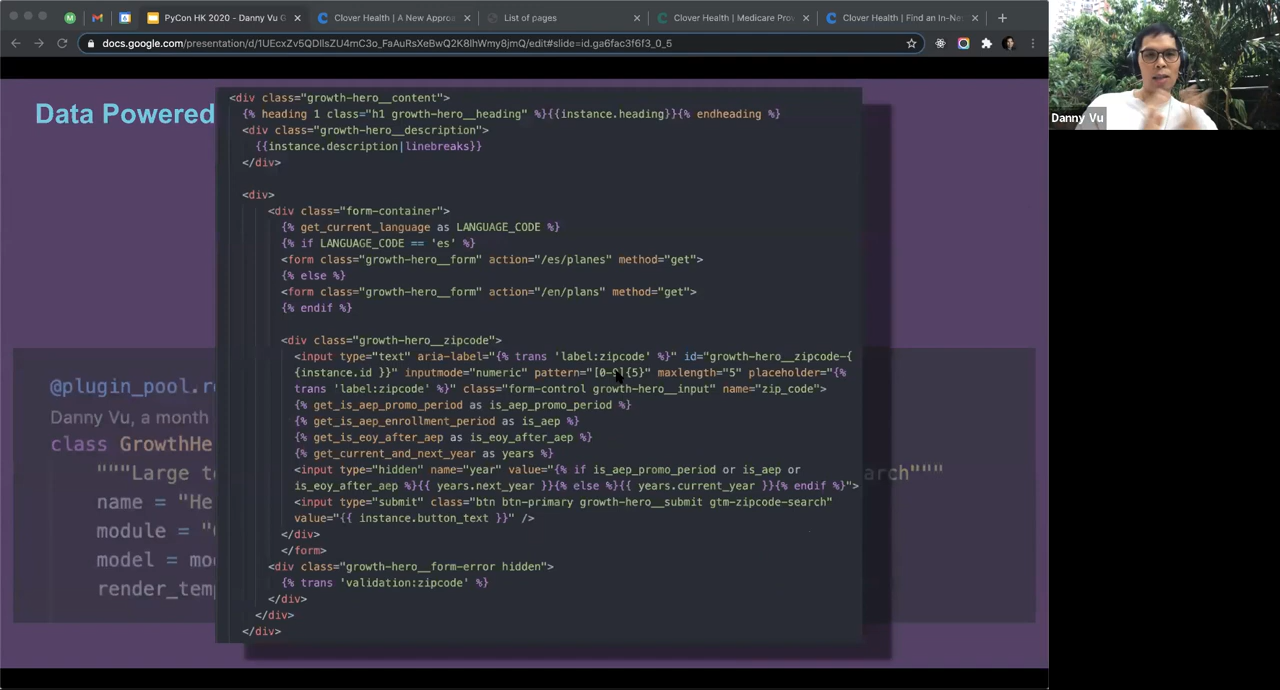 PyCon HK 2020 - Danny Vu G
Clover Health | A New Approa
List of pages
Clover Health | Medicare Prov
Clover Health | Find an In-Net
docs.google.com/presentation/d/1UEcxZv5QDIlsZU4mC3o_FaAuRsXeBwQ2K8IhWmy8jmQ/edit#slide=id.ga6fac3f6f3_0_5
Danny Vu
Data Powered
<div class="growth-hero__content">
{% heading 1 class="h1 growth-hero__heading" %}{{instance.heading}}{% endheading %}
<div class="growth-hero__description">
{{instance.description|linebreaks}}
</div>
<div>
<div class="form-container">
{% get_current_language as LANGUAGE_CODE %}
{% if LANGUAGE_CODE == 'es' %}
<form class="growth-hero__form" action="/es/planes" method="get">
{% else %}
<form class="growth-hero__form" action="/en/plans" method="get">
{% endif %}
<div class="growth-hero__zipcode">
<input type="text" aria-label="{% trans 'label:zipcode' %}" id="growth-hero__zipcode-{
{instance.id }}" inputmode="numeric" pattern="[0-9]{5}" maxlength="5" placeholder="{%
trans 'label:zipcode' %}" class="form-control growth-hero__input" name="zip_code">
{% get_is_aep_promo_period as is_aep_promo_period %}
{% get_is_aep_enrollment_period as is_aep %}
{% get_is_eoy_after_aep as is_eoy_after_aep %}
{% get_current_and_next_year as years %}
<input type="hidden" name="year" value="{% if is_aep_promo_period or is_aep or
is_eoy_after_aep %}{{ years.next_year }}{% else %}{{ years.current_year }}{% endif %}">
<input type="submit" class="btn btn-primary growth-hero__submit gtm-zipcode-search"
value="{{ instance.button_text }}" />
</div>
</form>
<div class="growth-hero__form-error hidden">
{% trans 'validation:zipcode' %}
</div>
</div>
</div>
@plugin_pool.re
Danny Vu, a month
class GrowthHe
"""Large te
arch"""
name = "He
module = "
model = mo
render_temp